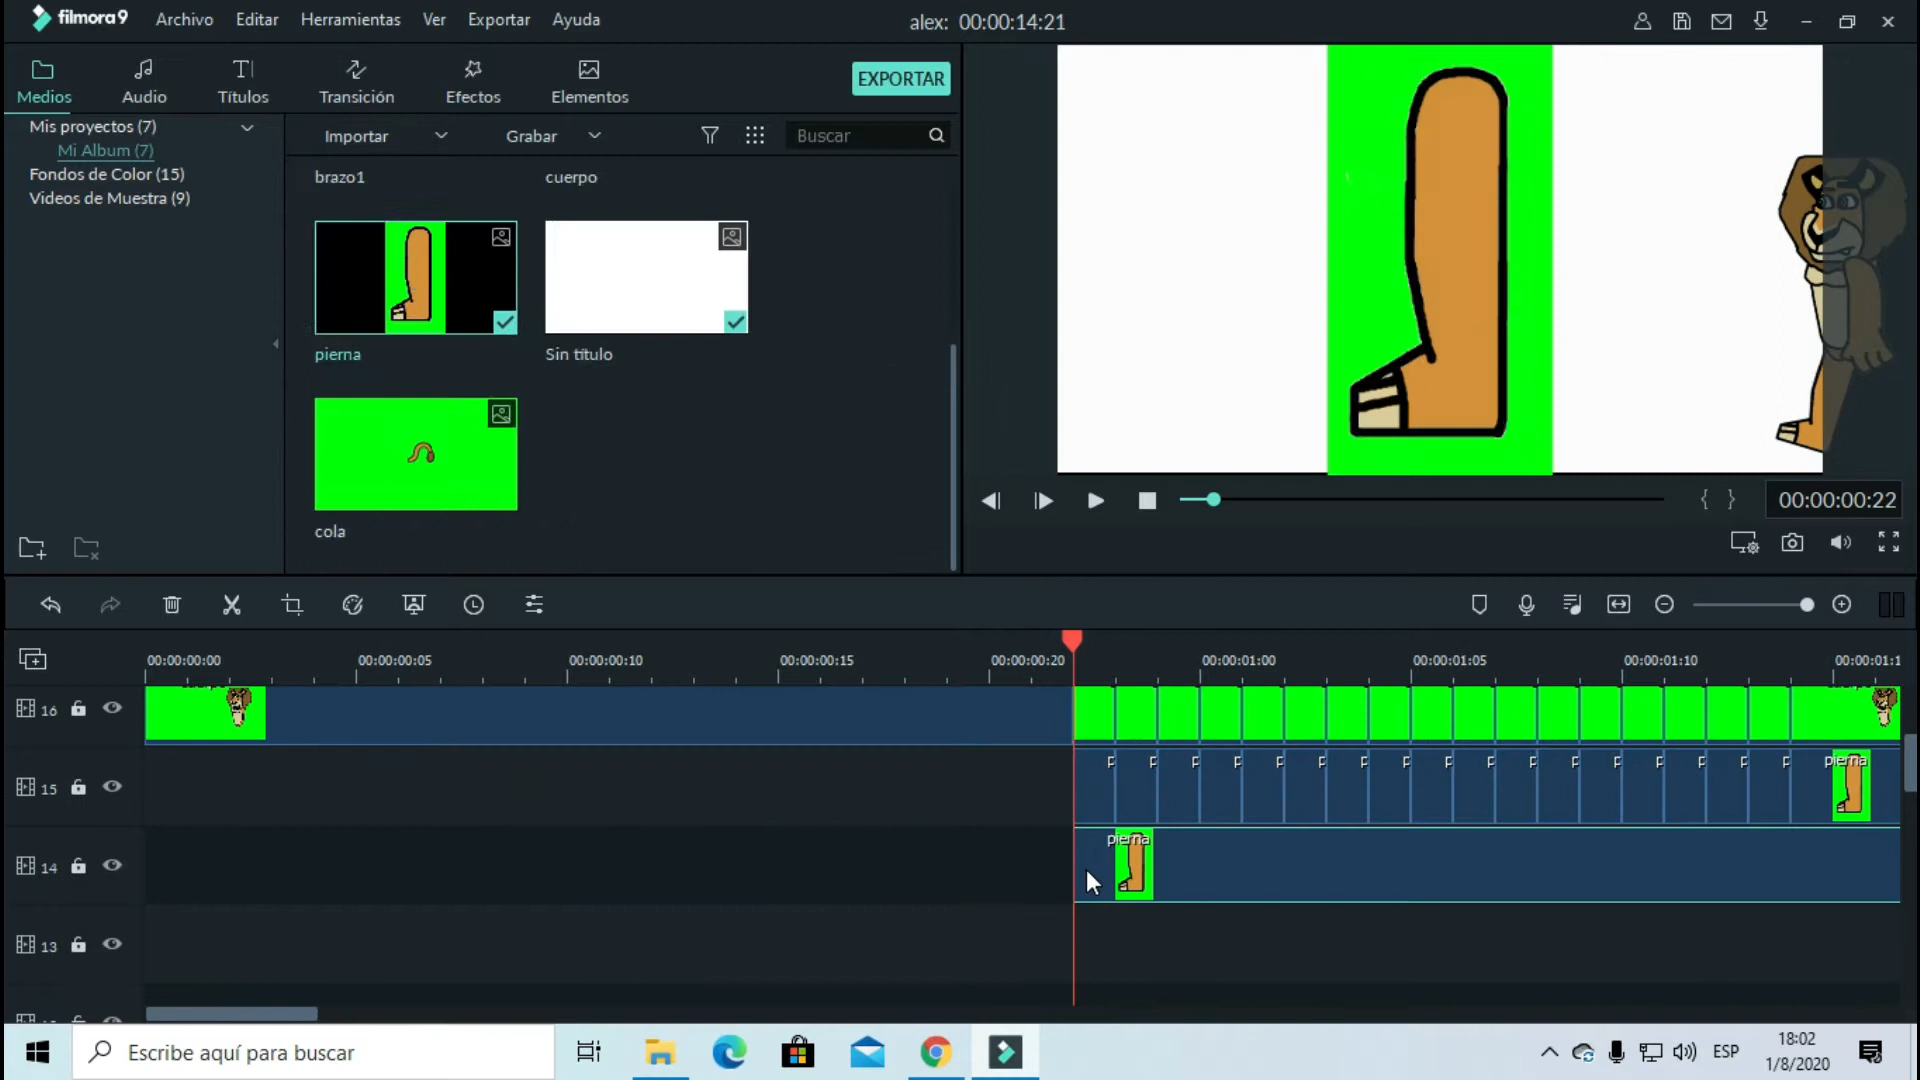 filmora9 Archivo Editar Herramientas Ver Exportar Ayuda alex: 00:00:14:21
Medios Audio Títulos Transición Efectos Elementos EXPORTAR
Mis proyectos (7)
Mi Album (7)
Fondos de Color (15)
Videos de Muestra (9)
Importar Grabar Buscar
brazo1 cuerpo
pierna Sin título
cola
00:00:00:22
00:00:00:00 00:00:00:05 00:00:00:10 00:00:00:15 00:00:00:20 00:00:01:00 00:00:01:05 00:00:01:10 00:00:01:1
16
15 pierna
14 pierna
13
Escribe aquí para buscar
ESP
18:02
1/8/2020